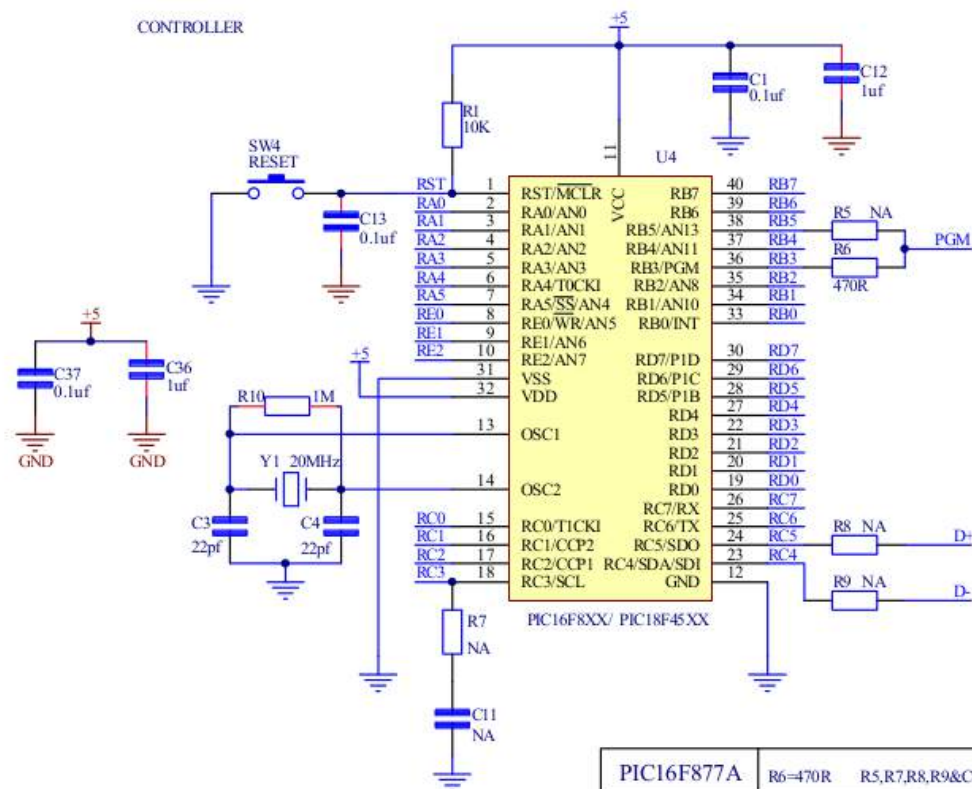 CONTROLLER
+5
C1
0.1uf
C12
1uf
R1
10K
SW4
RESET
C13
0.1uf
U4
11
VCC
RST 1 RST/MCLR
RA0 2 RA0/AN0
RA1 3 RA1/AN1
RA2 4 RA2/AN2
RA3 5 RA3/AN3
RA4 6 RA4/T0CKI
RA5 7 RA5/SS/AN4
RE0 8 RE0/WR/AN5
RE1 9 RE1/AN6
RE2 10 RE2/AN7
31 VSS
32 VDD
13 OSC1
14 OSC2
RC0 15 RC0/T1CKI
RC1 16 RC1/CCP2
RC2 17 RC2/CCP1
RC3 18 RC3/SCL
RB7 40 RB7
RB6 39 RB6
RB5/AN13 38 RB5
RB4/AN11 37 RB4
RB3/PGM 36 RB3
RB2/AN8 35 RB2
RB1/AN10 34 RB1
RB0/INT 33 RB0
RD7/P1D 30 RD7
RD6/P1C 29 RD6
RD5/P1B 28 RD5
RD4 27 RD4
RD3 22 RD3
RD2 21 RD2
RD1 20 RD1
RD0 19 RD0
RC7/RX 26 RC7
RC6/TX 25 RC6
RC5/SDO 24 RC5
RC4/SDA/SDI 23 RC4
GND 12
R5 NA
R6
470R
PGM
R8 NA
D+
R9 NA
D-
+5
C37
0.1uf
C36
1uf
GND
GND
+5
R10 1M
Y1 20MHz
C3
22pf
C4
22pf
R7
NA
C11
NA
PIC16F8XX/ PIC18F45XX
PIC16F877A
R6=470R R5,R7,R8,R9&C